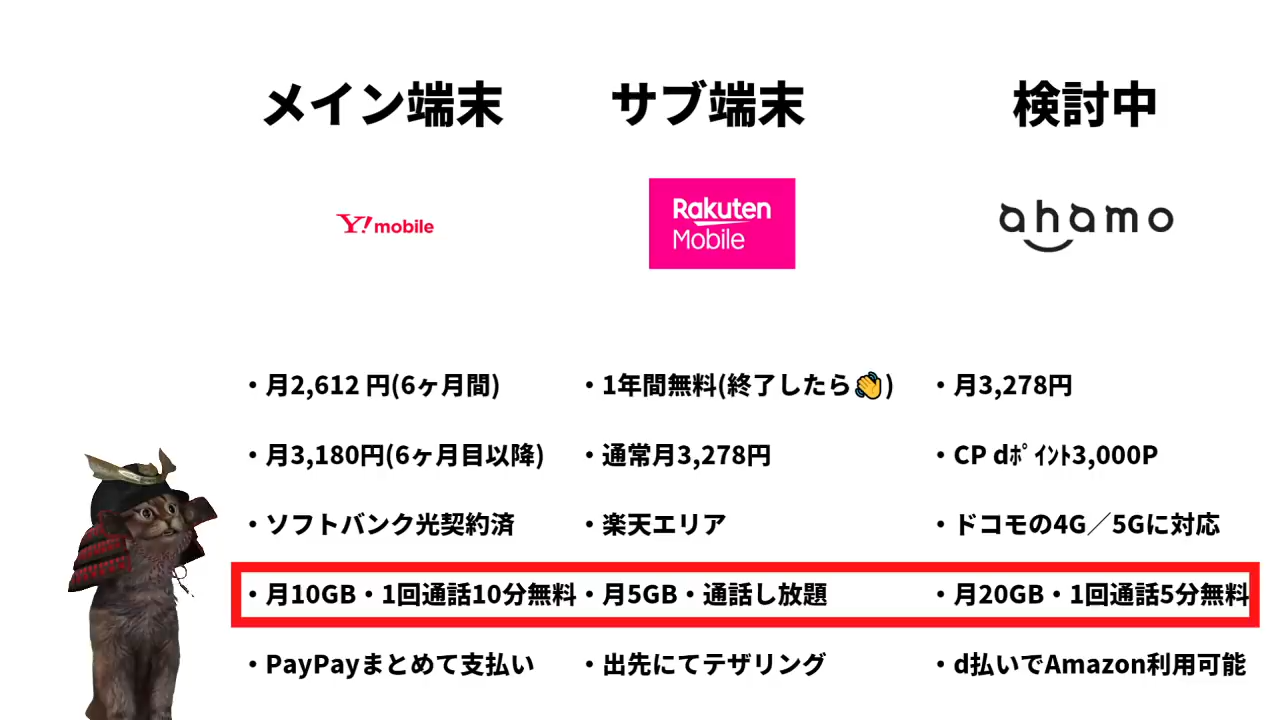 メイン端末
サブ端末
検討中
Y!mobile
Rakuten
Mobile
ahamo
・月2,612 円(6ヶ月間)
・月3,180円(6ヶ月目以降)
・ソフトバンク光契約済
・月10GB・1回通話10分無料
・PayPayまとめて支払い
・1年間無料(終了したら👋)
・通常月3,278円
・楽天エリア
・月5GB・通話し放題
・出先にてテザリング
・月3,278円
・CP dﾎﾟｲﾝﾄ3,000P
・ドコモの4G／5Gに対応
・月20GB・1回通話5分無料
・d払いでAmazon利用可能